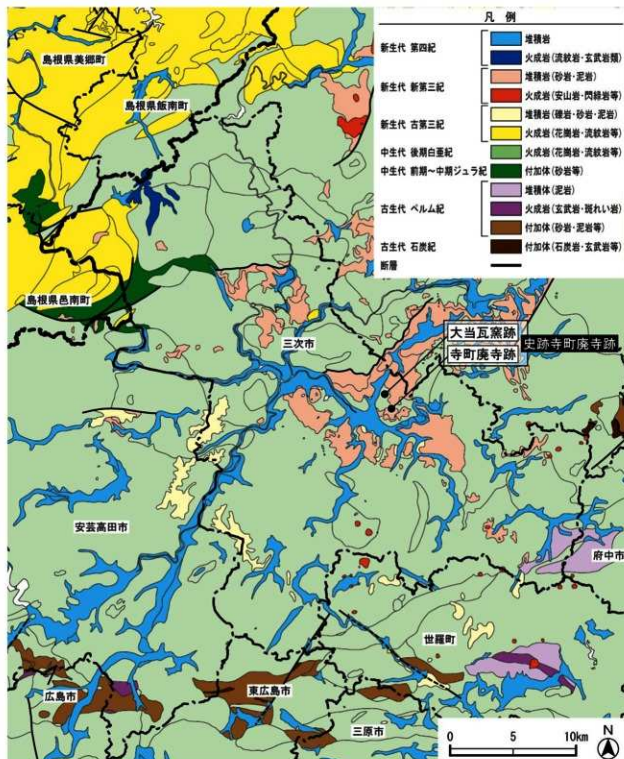 凡 例
新生代 第四紀
堆積岩
火成岩(流紋岩・玄武岩類)
新生代 新第三紀
堆積岩(砂岩・泥岩)
火成岩(安山岩・閃緑岩等)
新生代 古第三紀
堆積岩(礫岩・砂岩・泥岩)
火成岩(花崗岩・流紋岩等)
中生代 後期白亜紀
火成岩(花崗岩・流紋岩等)
中生代 前期~中期ジュラ紀
付加体(砂岩等)
古生代 ペルム紀
堆積体(泥岩)
火成岩(玄武岩・斑れい岩)
付加体(砂岩・泥岩等)
古生代 石炭紀
付加体(石炭岩・玄武岩等)
断層
島根県美郷町
島根県飯南町
島根県邑南町
三次市
大当瓦窯跡
寺町廃寺跡
史跡寺町廃寺跡
安芸高田市
府中市
世羅町
広島市
東広島市
三原市
0 5 10km
N